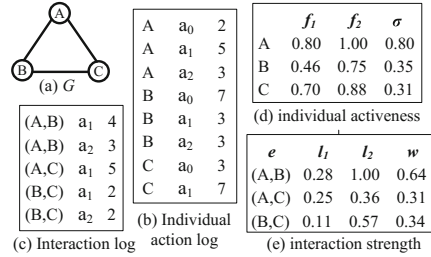 A
B
C
(a) G
(A,B) a₁ 4
(A,B) a₂ 3
(A,C) a₁ 5
(B,C) a₁ 2
(B,C) a₂ 2
(c) Interaction log
A a₀ 2
A a₁ 5
A a₂ 3
B a₀ 7
B a₁ 3
B a₂ 3
C a₀ 3
C a₁ 7
(b) Individual
action log
f₁ f₂ σ
A 0.80 1.00 0.80
B 0.46 0.75 0.35
C 0.70 0.88 0.31
(d) individual activeness
e l₁ l₂ w
(A,B) 0.28 1.00 0.64
(A,C) 0.25 0.36 0.31
(B,C) 0.11 0.57 0.34
(e) interaction strength